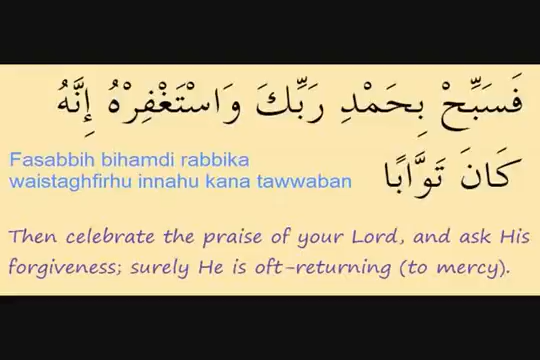 فَسَبِّحْ بِحَمْدِ رَبِّكَ وَاسْتَغْفِرْهُ إِنَّهُ
كَانَ تَوَّابًا
Fasabbih bihamdi rabbika
waistaghfirhu innahu kana tawwaban
Then celebrate the praise of your Lord, and ask His
forgiveness; surely He is oft-returning (to mercy).